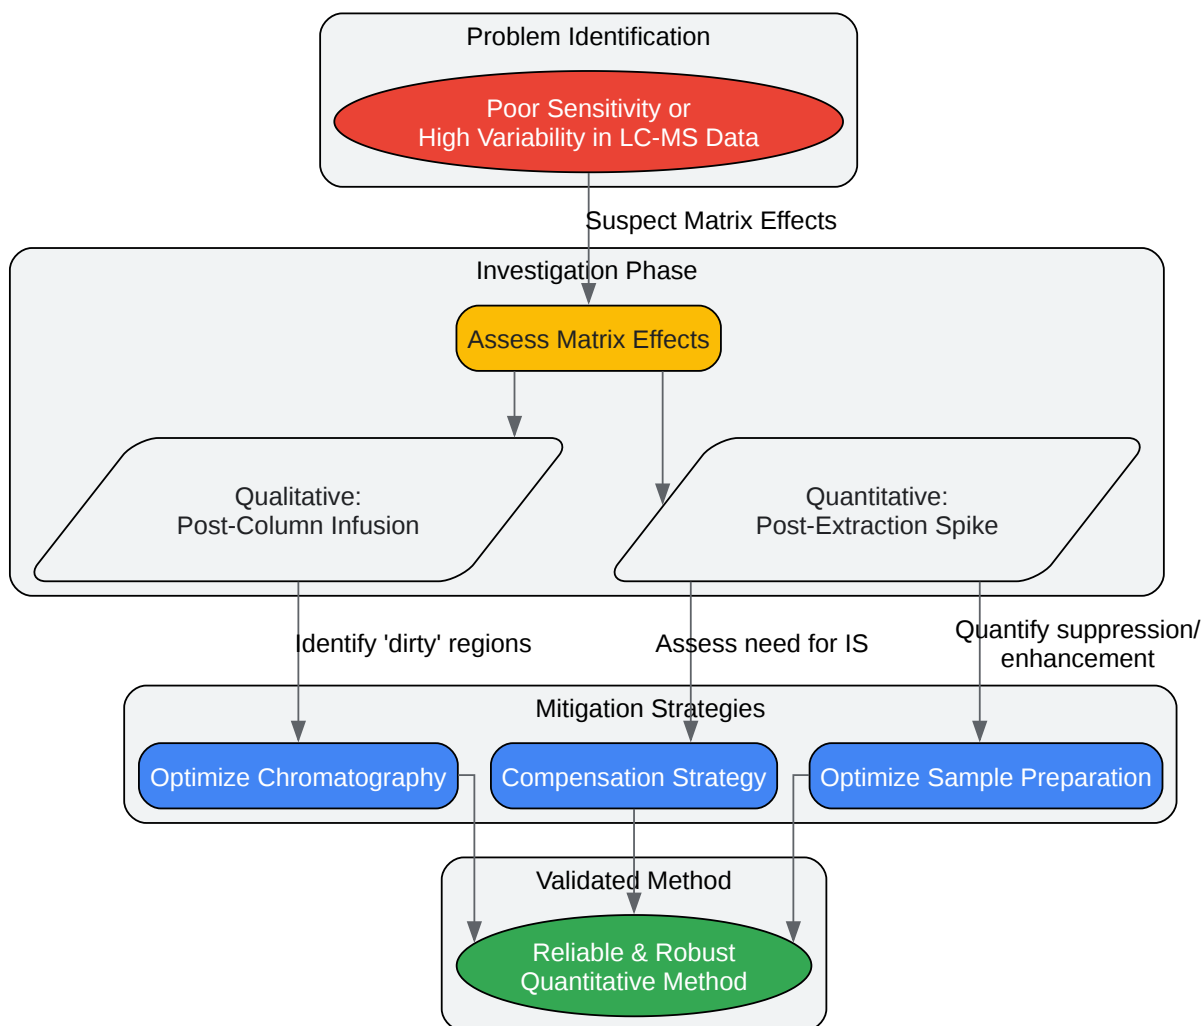 Problem Identification
Poor Sensitivity or
High Variability in LC-MS Data
Suspect Matrix Effects
Investigation Phase
Assess Matrix Effects
Qualitative:
Post-Column Infusion
Quantitative:
Post-Extraction Spike
Identify 'dirty' regions
Assess need for IS
Quantify suppression/
enhancement
Mitigation Strategies
Optimize Chromatography
Compensation Strategy
Optimize Sample Preparation
Validated Method
Reliable & Robust
Quantitative Method